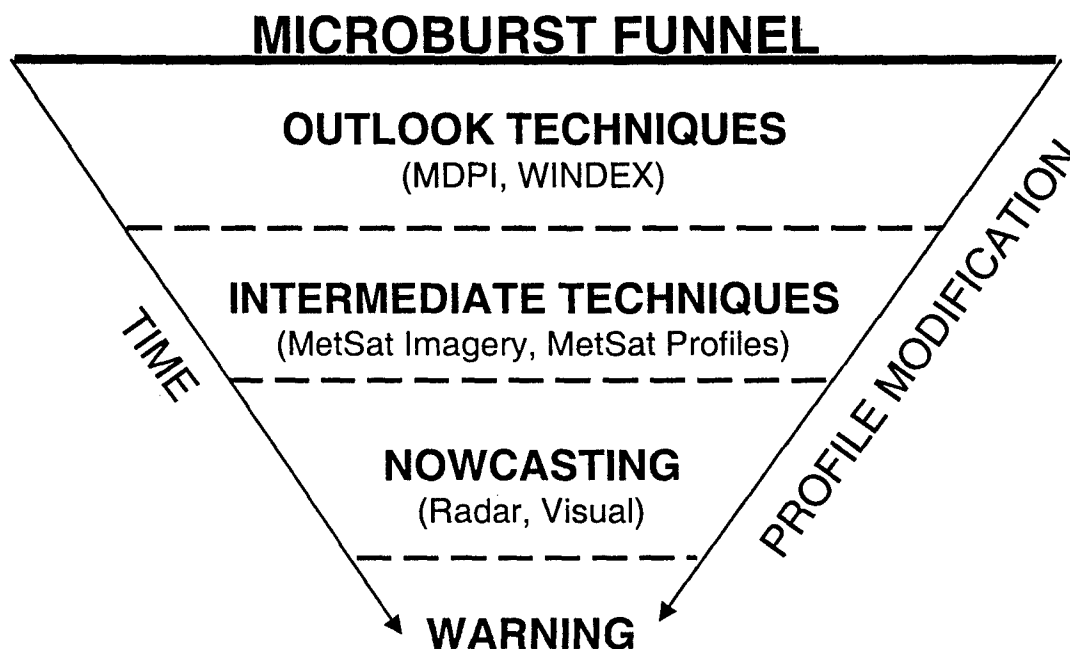 MICROBURST FUNNEL
OUTLOOK TECHNIQUES
(MDPI, WINDEX)
INTERMEDIATE TECHNIQUES
(MetSat Imagery, MetSat Profiles)
TIME
PROFILE MODIFICATION
NOWCASTING
(Radar, Visual)
WARNING